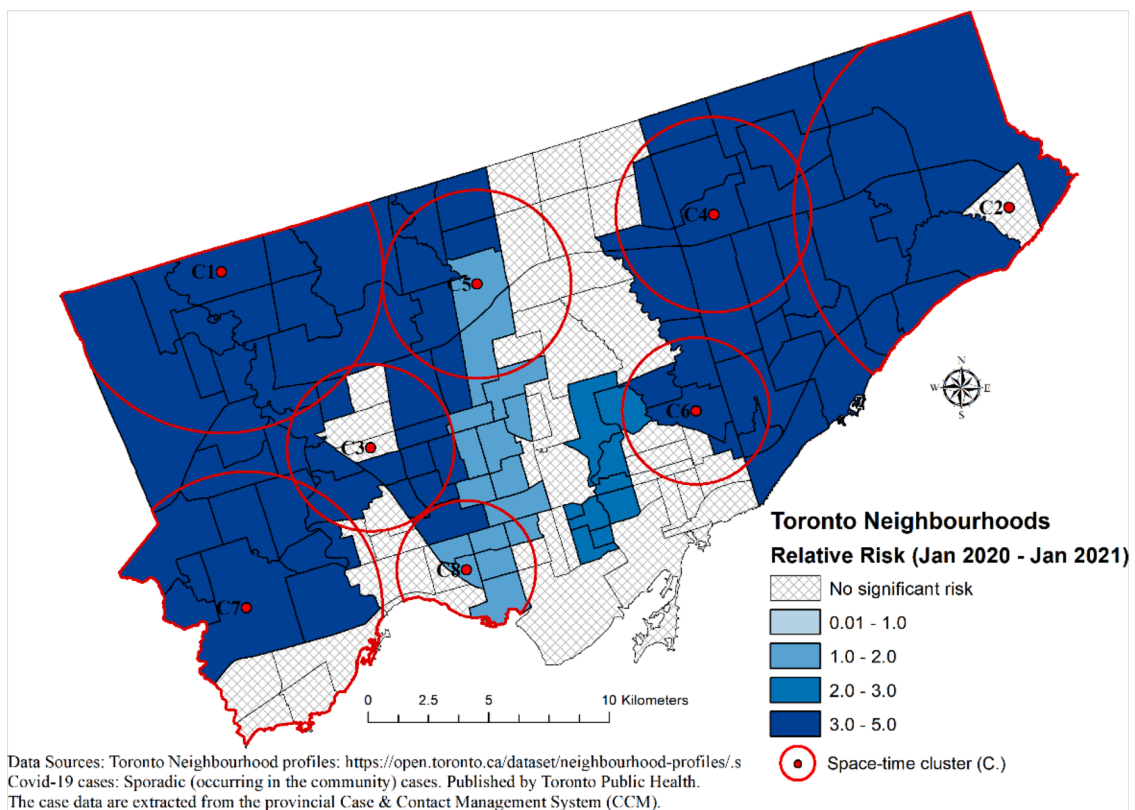 C4
C2
C1
C5
C6
C3
C8
C7
N
W E
S
Toronto Neighbourhoods
Relative Risk (Jan 2020 - Jan 2021)
No significant risk
0.01 - 1.0
1.0 - 2.0
2.0 - 3.0
3.0 - 5.0
Space-time cluster (C.)
0 2.5 5 10 Kilometers
Data Sources: Toronto Neighbourhood profiles: https://open.toronto.ca/dataset/neighbourhood-profiles/.s
Covid-19 cases: Sporadic (occurring in the community) cases. Published by Toronto Public Health.
The case data are extracted from the provincial Case & Contact Management System (CCM).